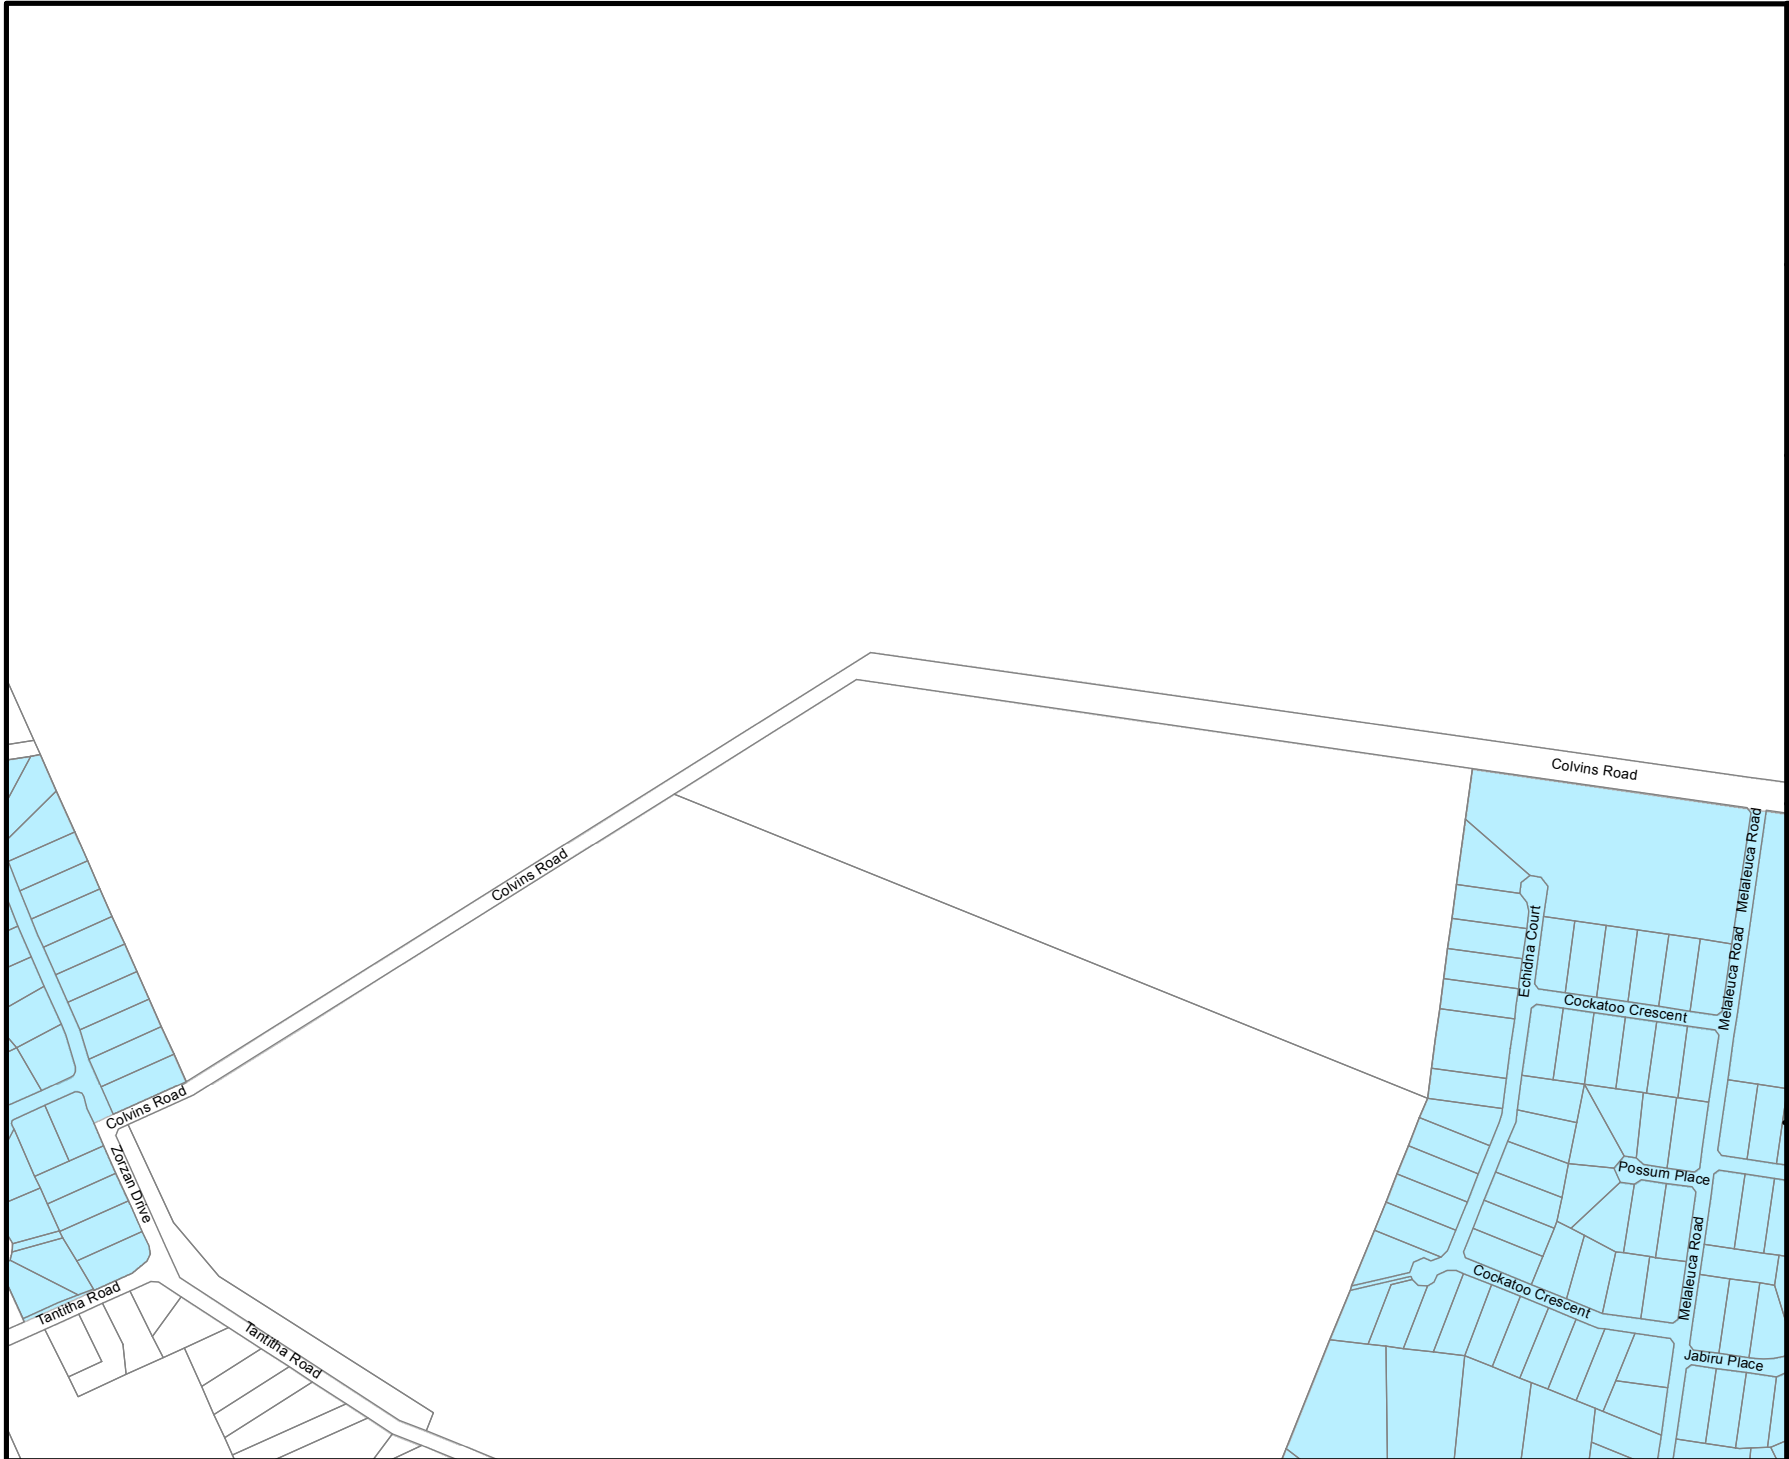 Colvins Road
Melaleuca Road
Colvins Road
Echidna Court
Melaleuca Road
Cockatoo Crescent
Colvins Road
Zorzan Drive
Possum Place
Melaleuca Road
Tantitha Road
Cockatoo Crescent
Tantitha Road
Jabiru Place